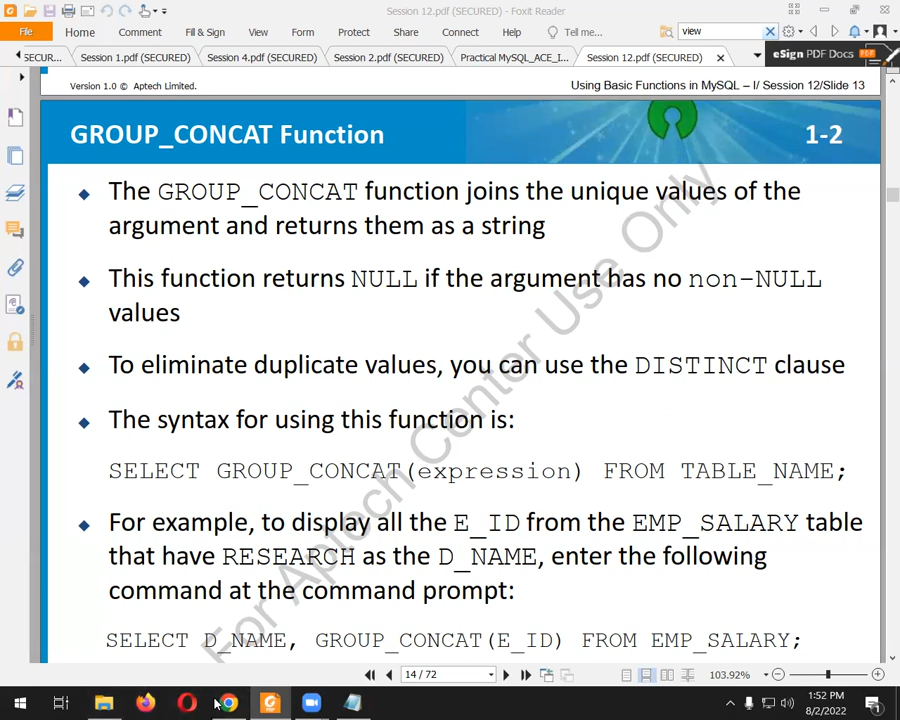 Session 12.pdf (SECURED) - Foxit Reader
File Home Comment Fill & Sign View Form Protect Share Connect Help Tell me... view
SECUR... Session 1.pdf (SECURED) Session 4.pdf (SECURED) Session 2.pdf (SECURED) Practical MySQL_ACE_I... Session 12.pdf (SECURED) eSign PDF Docs PDF
Version 1.0 © Aptech Limited. Using Basic Functions in MySQL – I/ Session 12/Slide 13
GROUP_CONCAT Function 1-2
The GROUP_CONCAT function joins the unique values of the
argument and returns them as a string
This function returns NULL if the argument has no non-NULL
values
To eliminate duplicate values, you can use the DISTINCT clause
The syntax for using this function is:
SELECT GROUP_CONCAT(expression) FROM TABLE_NAME;
For example, to display all the E_ID from the EMP_SALARY table
that have RESEARCH as the D_NAME, enter the following
command at the command prompt:
SELECT D_NAME, GROUP_CONCAT(E_ID) FROM EMP_SALARY;
For Aptech Center Use Only
14 / 72 103.92%
1:52 PM
8/2/2022
1